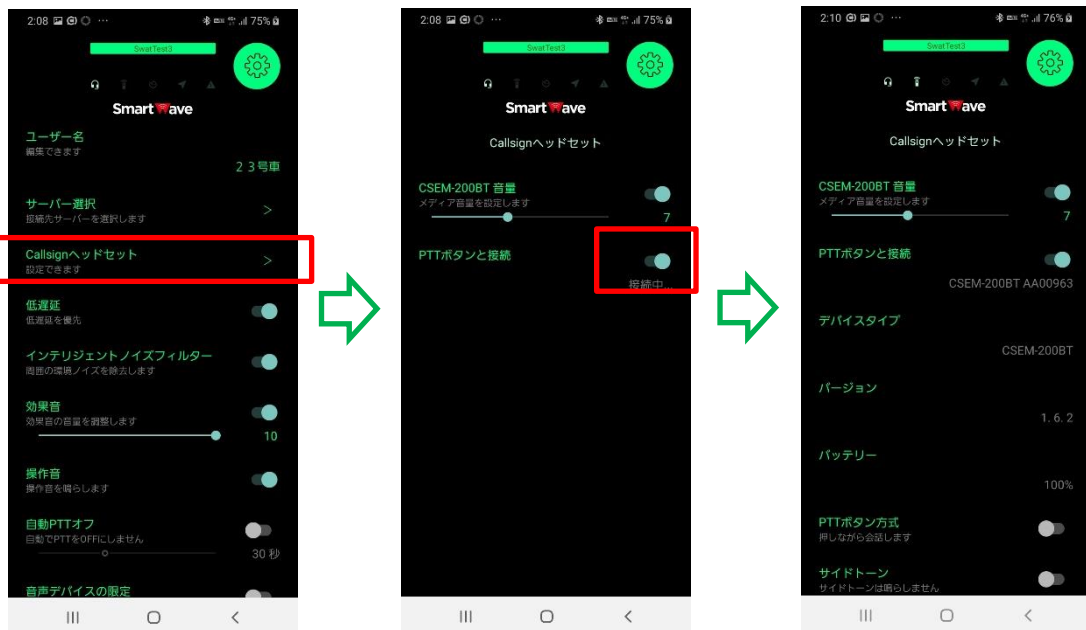 2:08 75%
SwatTest3
SmartWave
ユーザー名
編集できます
23号車
サーバー選択
接続先サーバーを選択します
>
Callsignヘッドセット
設定できます
>
低遅延
低遅延を優先
インテリジェントノイズフィルター
周囲の環境ノイズを除去します
効果音
効果音の音量を調整します
10
操作音
操作音を鳴らします
自動PTTオフ
自動でPTTをOFFにしません
30 秒
音声デバイスの限定
2:08 75%
SwatTest3
SmartWave
Callsignヘッドセット
CSEM-200BT 音量
メディア音量を設定します
7
PTTボタンと接続
接続中...
2:10 76%
SwatTest3
SmartWave
Callsignヘッドセット
CSEM-200BT 音量
メディア音量を設定します
7
PTTボタンと接続
CSEM-200BT AA00963
デバイスタイプ
CSEM-200BT
バージョン
1.6.2
バッテリー
100%
PTTボタン方式
押しながら会話します
サイドトーン
サイドトーンは鳴らしません